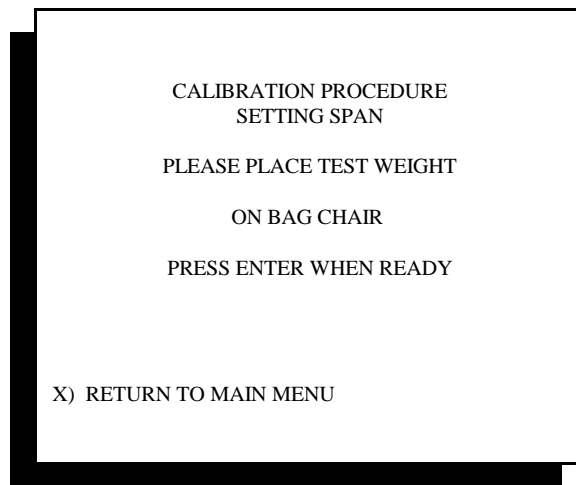 CALIBRATION PROCEDURE
SETTING SPAN
PLEASE PLACE TEST WEIGHT
ON BAG CHAIR
PRESS ENTER WHEN READY
X) RETURN TO MAIN MENU